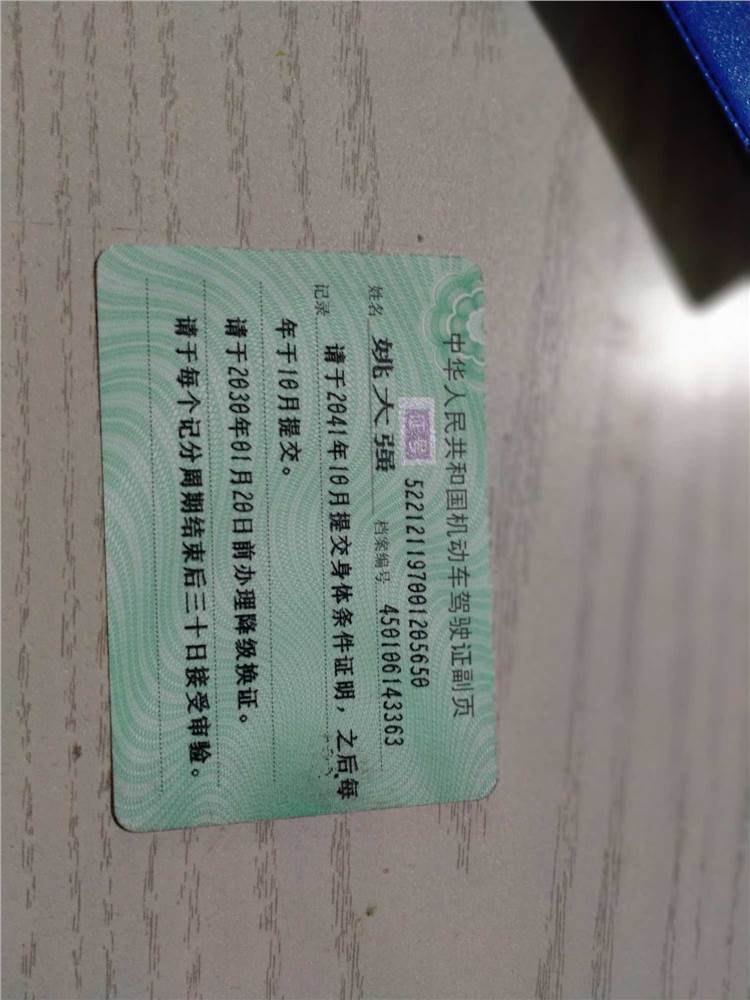 中华人民共和国机动车驾驶证副页
证号 522121197001205650
姓名 姚大强 档案编号 450106143363
记录 请于2041年10月提交身体条件证明，之后每
年于10月提交。
请于2030年01月20日前办理降级换证。
请于每个记分周期结束后三十日接受审验。